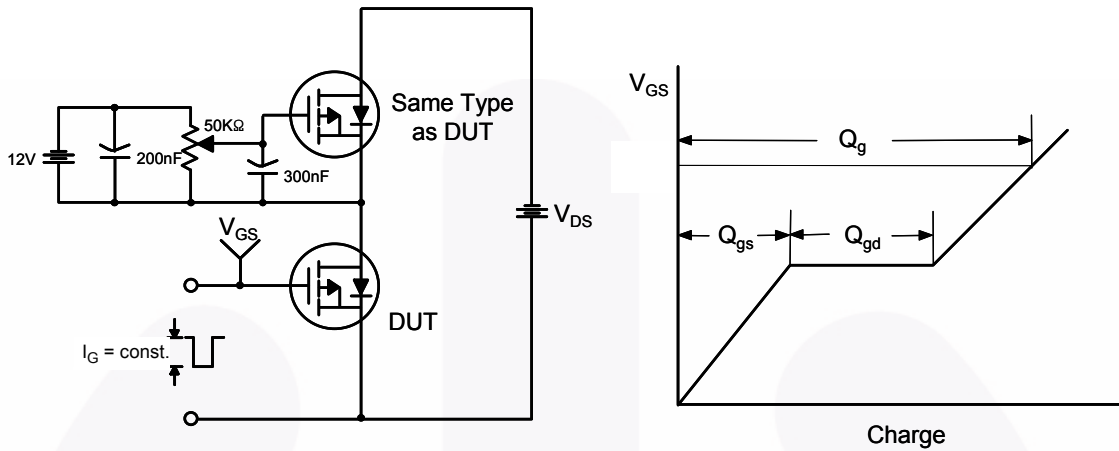 12V
200nF
50KΩ
300nF
Same Type
as DUT
V_DS
V_GS
DUT
I_G = const.
V_GS
Q_g
Q_gs
Q_gd
Charge